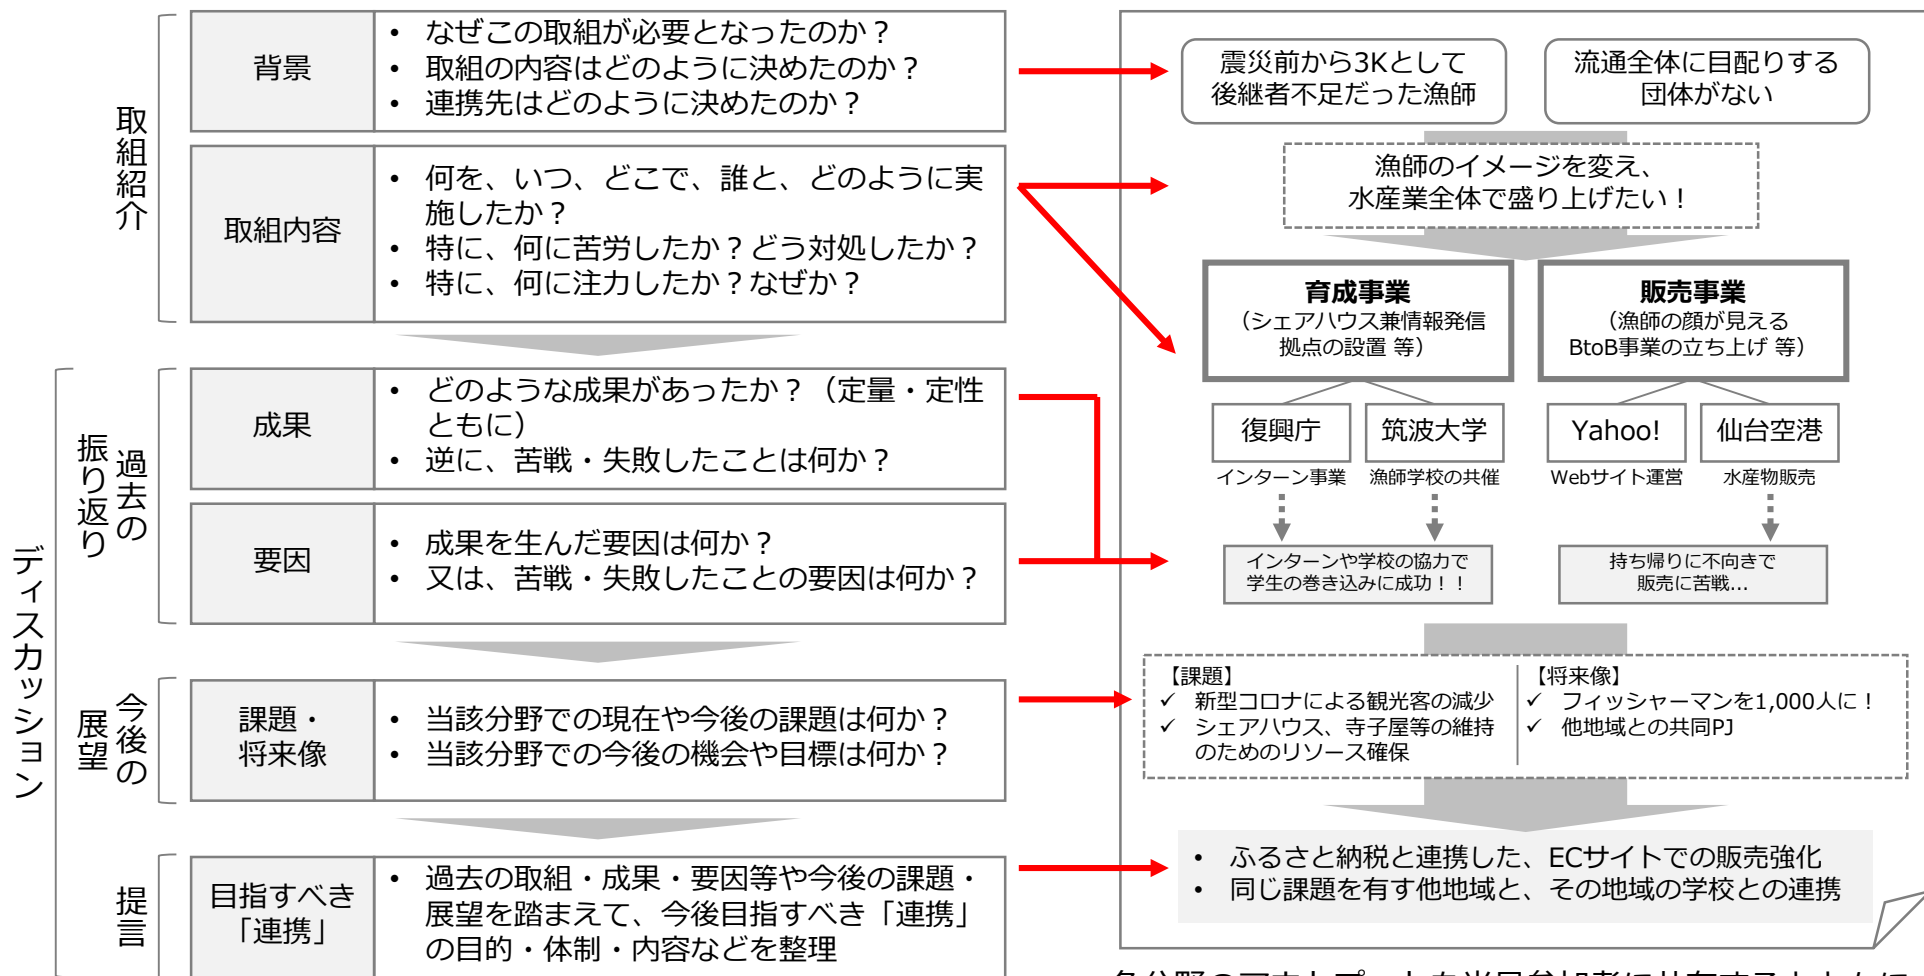 取組紹介
背景
• なぜこの取組が必要となったのか？
• 取組の内容はどのように決めたのか？
• 連携先はどのように決めたのか？
取組内容
• 何を、いつ、どこで、誰と、どのように実
施したか？
• 特に、何に苦労したか？どう対処したか？
• 特に、何に注力したか？なぜか？
ディスカッション
過去の
振り返り
成果
• どのような成果があったか？（定量・定性
ともに）
• 逆に、苦戦・失敗したことは何か？
要因
• 成果を生んだ要因は何か？
• 又は、苦戦・失敗したことの要因は何か？
今後の
展望
課題・
将来像
• 当該分野での現在や今後の課題は何か？
• 当該分野での今後の機会や目標は何か？
提言
目指すべき
「連携」
• 過去の取組・成果・要因等や今後の課題・
展望を踏まえて、今後目指すべき「連携」
の目的・体制・内容などを整理
震災前から3Kとして
後継者不足だった漁師
流通全体に目配りする
団体がない
漁師のイメージを変え、
水産業全体で盛り上げたい！
育成事業
（シェアハウス兼情報発信
拠点の設置 等）
販売事業
（漁師の顔が見える
BtoB事業の立ち上げ 等）
復興庁
インターン事業
筑波大学
漁師学校の共催
Yahoo!
Webサイト運営
仙台空港
水産物販売
インターンや学校の協力で
学生の巻き込みに成功！！
持ち帰りに不向きで
販売に苦戦...
【課題】
✓ 新型コロナによる観光客の減少
✓ シェアハウス、寺子屋等の維持
のためのリソース確保
【将来像】
✓ フィッシャーマンを1,000人に！
✓ 他地域との共同PJ
• ふるさと納税と連携した、ECサイトでの販売強化
• 同じ課題を有す他地域と、その地域の学校との連携
各分野のアウトプットを当日参加者に共有するとともに